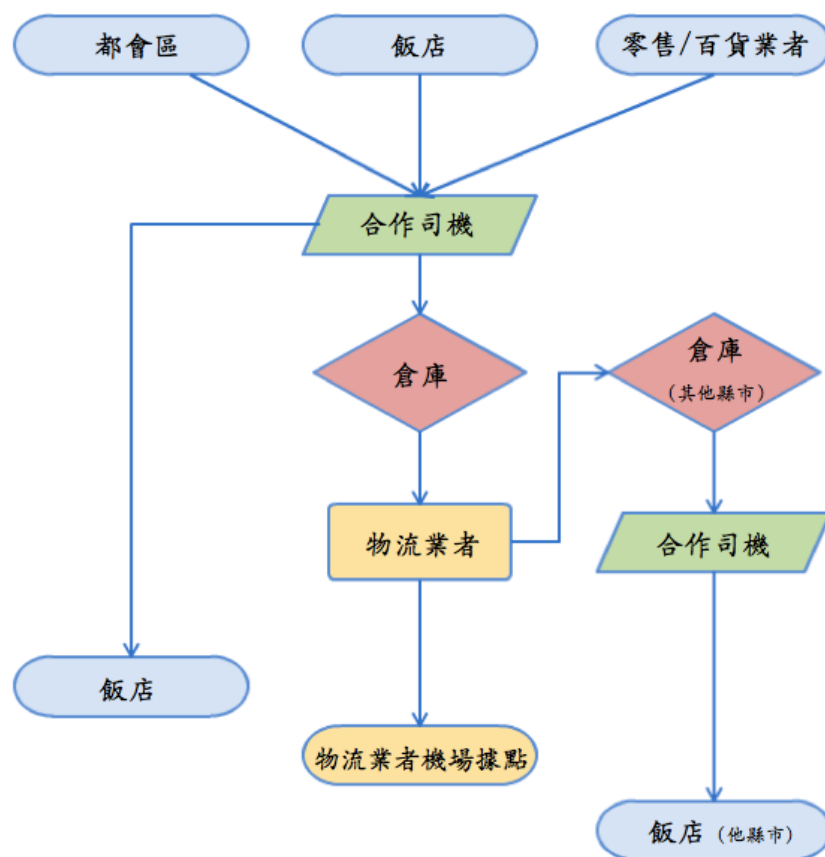 都會區
飯店
零售/百貨業者
合作司機
倉庫
倉庫
(其他縣市)
物流業者
合作司機
飯店
物流業者機場據點
飯店 (他縣市)